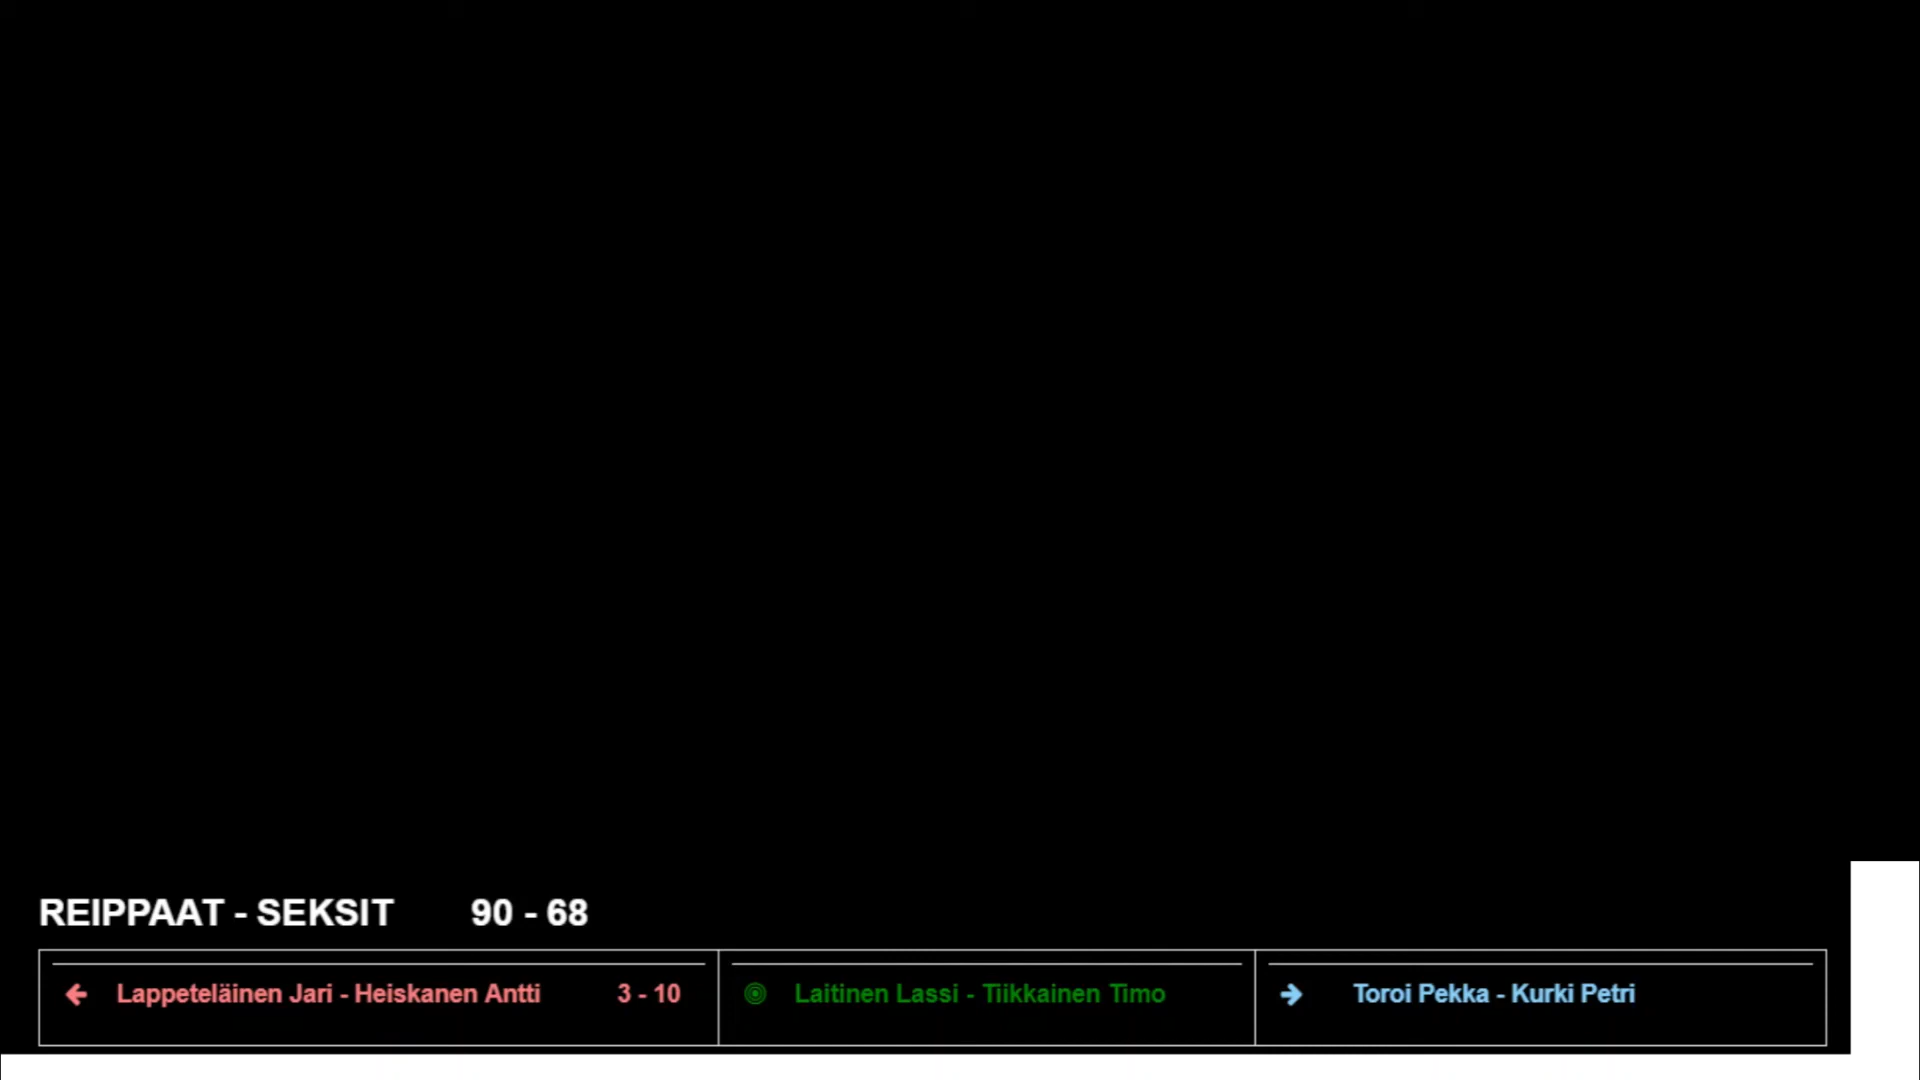 REIPPAAT - SEKSIT 90 - 68
Lappeteläinen Jari - Heiskanen Antti 3 - 10 Laitinen Lassi - Tiikkainen Timo Toroi Pekka - Kurki Petri